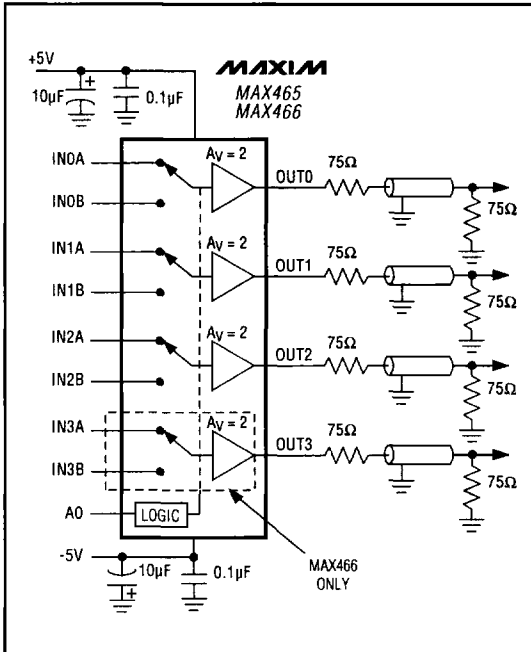 +5V
+
10µF
0.1µF
MAXIM
MAX465
MAX466
IN0A
AV = 2
OUT0
75Ω
IN0B
75Ω
IN1A
AV = 2
OUT1
75Ω
IN1B
75Ω
IN2A
AV = 2
OUT2
75Ω
IN2B
75Ω
IN3A
AV = 2
OUT3
75Ω
IN3B
75Ω
A0
LOGIC
-5V
10µF
+
0.1µF
MAX466
ONLY